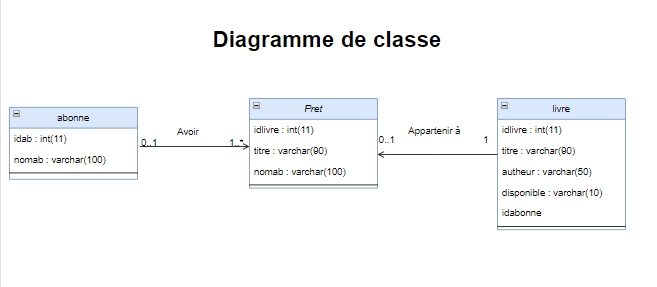 Diagramme de classe
abonne
idab : int(11)
nomab : varchar(100)
0..1
Avoir
1..*
Pret
idlivre : int(11)
titre : varchar(90)
nomab : varchar(100)
0..1
Appartenir à
1
livre
idlivre : int(11)
titre : varchar(90)
autheur : varchar(50)
disponible : varchar(10)
idabonne